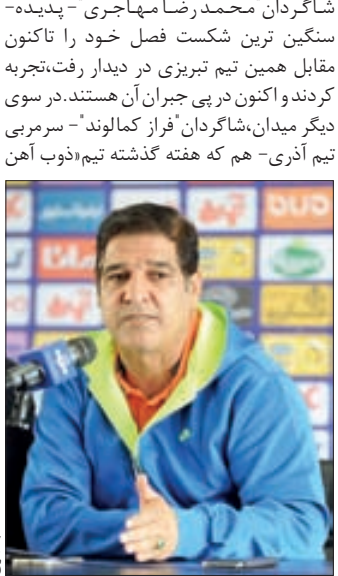 شاگردان"محمدرضا مهاجری"- پدیده-
سنگین ترین شکست فصل خود را تاکنون
مقابل همین تیم تبریزی در دیدار رفت،تجربه
کردند و اکنون در پی جبران آن هستند.در سوی
دیگر میدان،شاگردان"فراز کمالوند"- سرمربی
تیم آذری- هم که هفته گذشته تیم«ذوب آهن